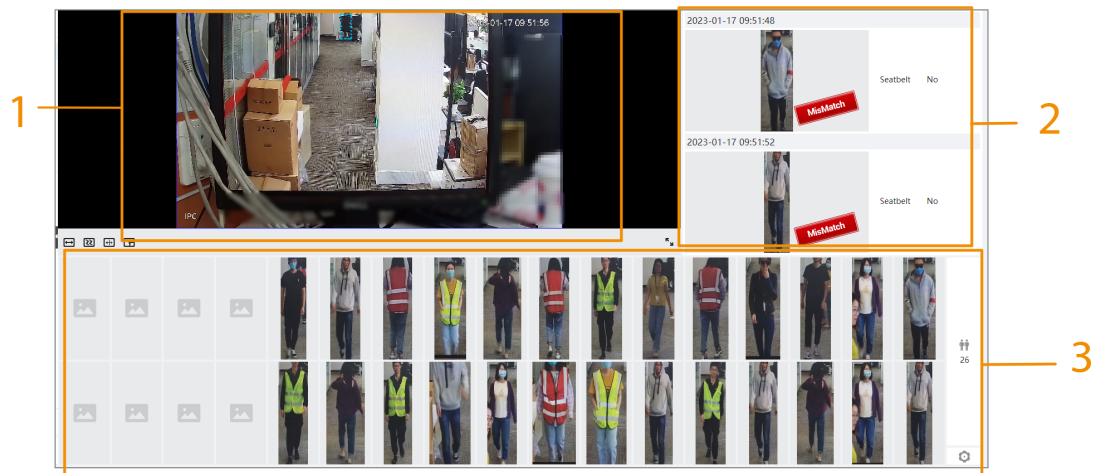 1
01-17 09:51:56
IPC
2023-01-17 09:51:48
Seatbelt No
MisMatch
2023-01-17 09:51:52
Seatbelt No
MisMatch
2
26
3